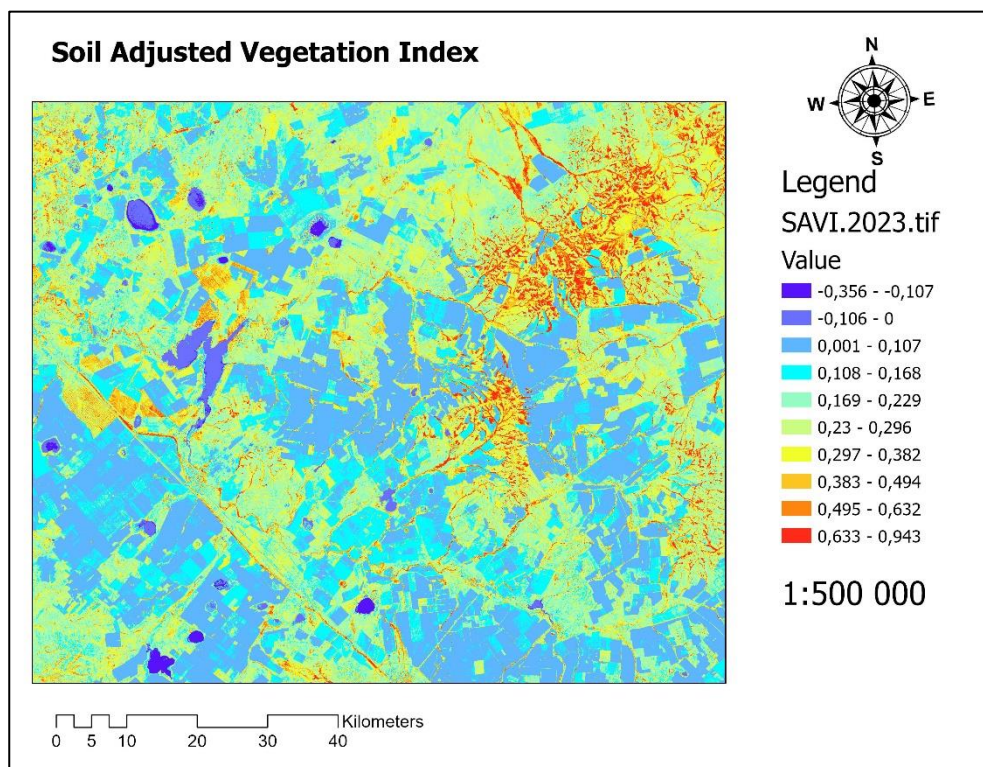 Soil Adjusted Vegetation Index
N
W
E
S
Legend
SAVI.2023.tif
Value
-0,356 - -0,107
-0,106 - 0
0,001 - 0,107
0,108 - 0,168
0,169 - 0,229
0,23 - 0,296
0,297 - 0,382
0,383 - 0,494
0,495 - 0,632
0,633 - 0,943
1:500 000
Kilometers
0 5 10 20 30 40